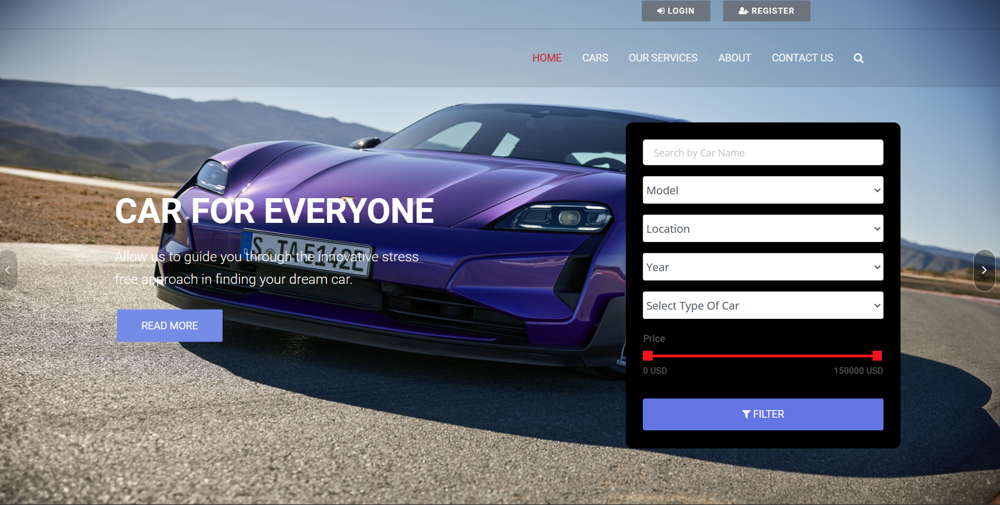 LOGIN
REGISTER
HOME
CARS
OUR SERVICES
ABOUT
CONTACT US
Search by Car Name
Model
CAR FOR EVERYONE
Location
S TA 5142E
D
Allow us to guide you through the innovative stress
free approach in finding your dream car.
Year
Select Type Of Car
READ MORE
Price
0 USD
150000 USD
FILTER